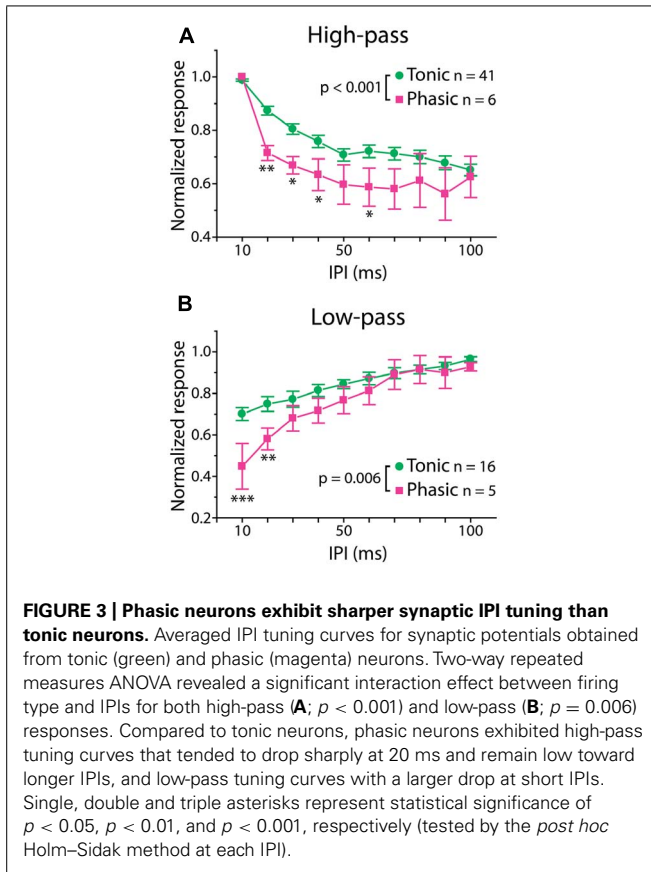 A
High-pass
1.0
0.8
0.6
0.4
Normalized response
p < 0.001
Tonic n = 41
Phasic n = 6
**
*
*
*
10
50
100
IPI (ms)
B
Low-pass
1.0
0.8
0.6
0.4
0.2
Normalized response
***
**
p = 0.006
Tonic n = 16
Phasic n = 5
10
50
100
IPI (ms)
FIGURE 3 | Phasic neurons exhibit sharper synaptic IPI tuning than
tonic neurons. Averaged IPI tuning curves for synaptic potentials obtained
from tonic (green) and phasic (magenta) neurons. Two-way repeated
measures ANOVA revealed a significant interaction effect between firing
type and IPIs for both high-pass (A; p < 0.001) and low-pass (B; p = 0.006)
responses. Compared to tonic neurons, phasic neurons exhibited high-pass
tuning curves that tended to drop sharply at 20 ms and remain low toward
longer IPIs, and low-pass tuning curves with a larger drop at short IPIs.
Single, double and triple asterisks represent statistical significance of
p < 0.05, p < 0.01, and p < 0.001, respectively (tested by the post hoc
Holm–Sidak method at each IPI).